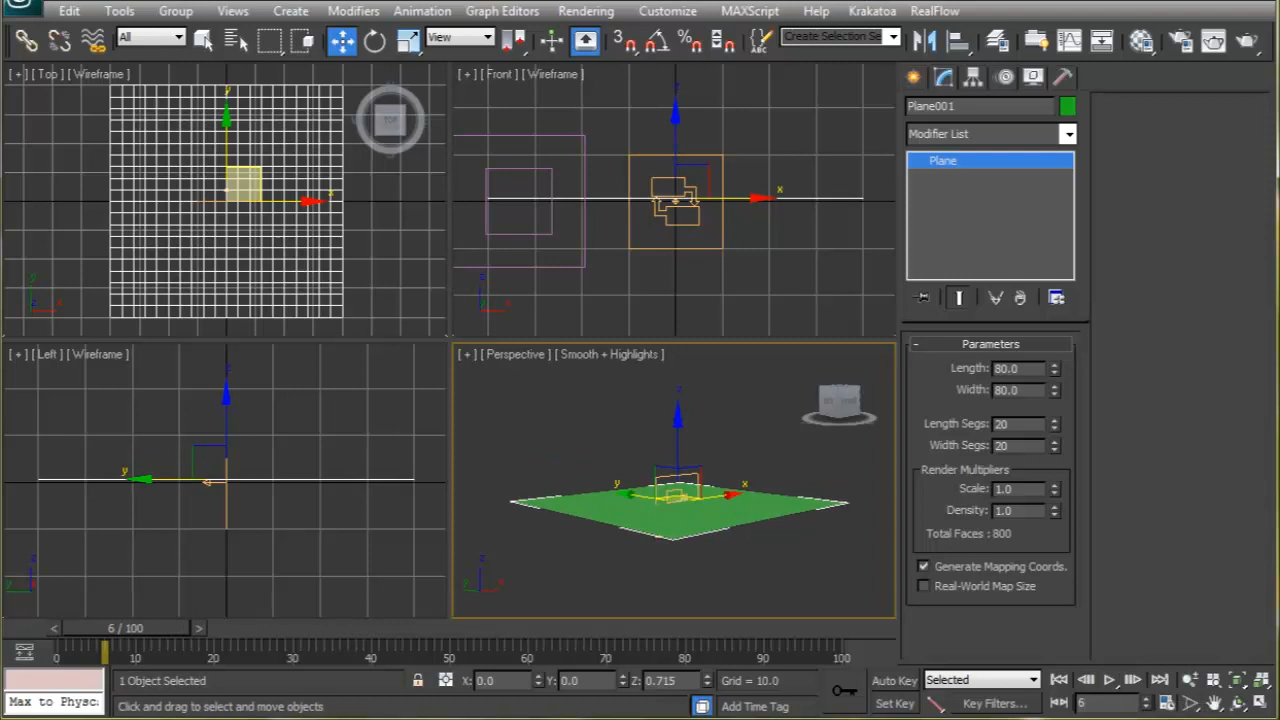 Edit Tools Group Views Create Modifiers Animation Graph Editors Rendering Customize MAXScript Help Krakatoa RealFlow
All View 3 Create Selection Se
[ + ] [ Top ] [ Wireframe ]
[ + ] [ Front ] [ Wireframe ]
TOP
y
x
z
x
y
z x
z
y x
Plane001
Modifier List
Plane
[ + ] [ Left ] [ Wireframe ]
[ + ] [ Perspective ] [ Smooth + Highlights ]
z
y
z
y x
z
y x
z
y x
- Parameters
Length: 80.0
Width: 80.0
Length Segs: 20
Width Segs: 20
Render Multipliers
Scale: 1.0
Density: 1.0
Total Faces : 800
Generate Mapping Coords.
Real-World Map Size
< 6 / 100 >
0 10 20 30 40 50 60 70 80 90 100
1 Object Selected X: 0.0 Y: 0.0 Z: 0.715 Grid = 10.0 Auto Key Selected
Max to Physc Click and drag to select and move objects Add Time Tag Set Key Key Filters... 6